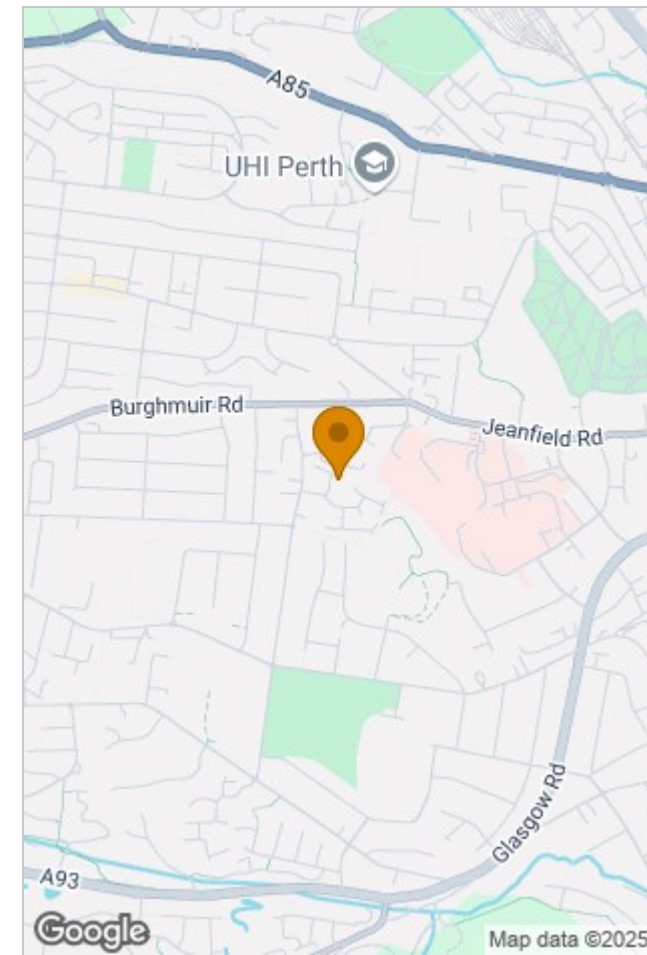 A85
UHI Perth
Burghmuir Rd
Jeanfield Rd
Glasgow Rd
A93
Google
Map data ©2025